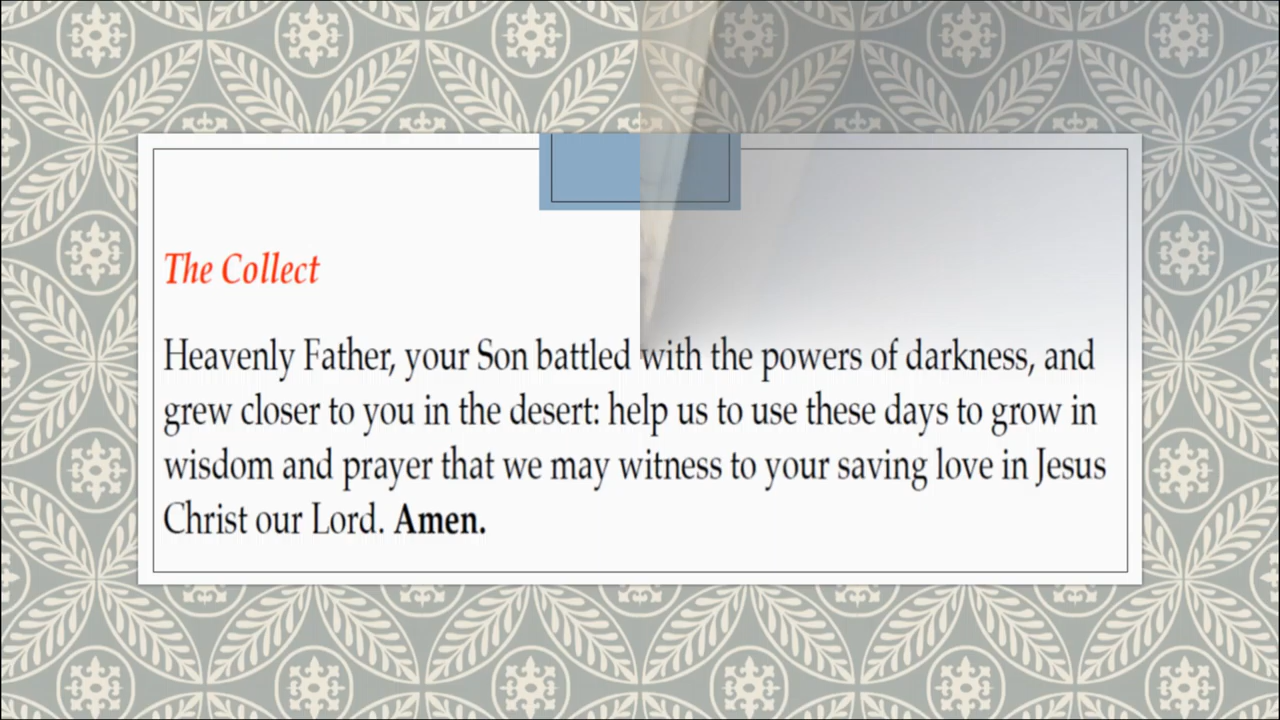 The Collect
Heavenly Father, your Son battled with the powers of darkness, and
grew closer to you in the desert: help us to use these days to grow in
wisdom and prayer that we may witness to your saving love in Jesus
Christ our Lord. Amen.